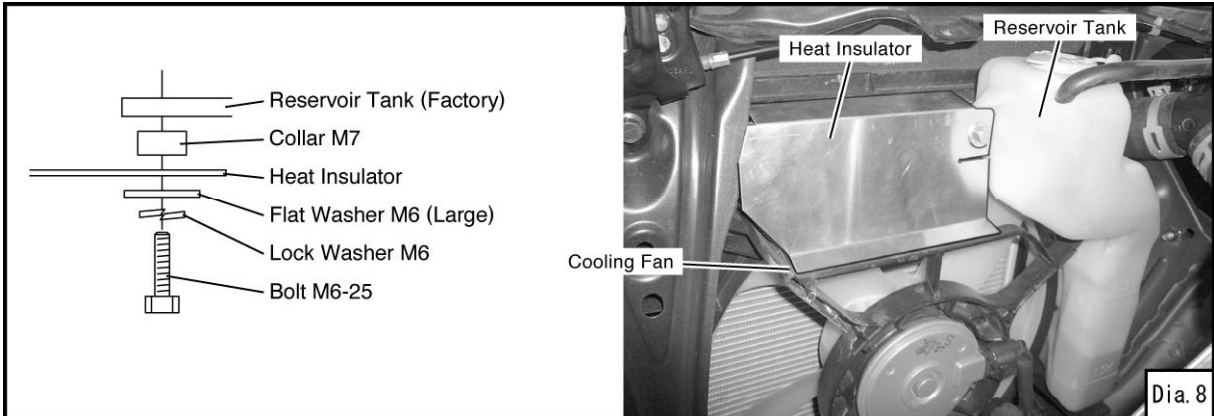 Reservoir Tank (Factory)
Collar M7
Heat Insulator
Flat Washer M6 (Large)
Lock Washer M6
Bolt M6-25
Reservoir Tank
Heat Insulator
Cooling Fan
Dia. 8